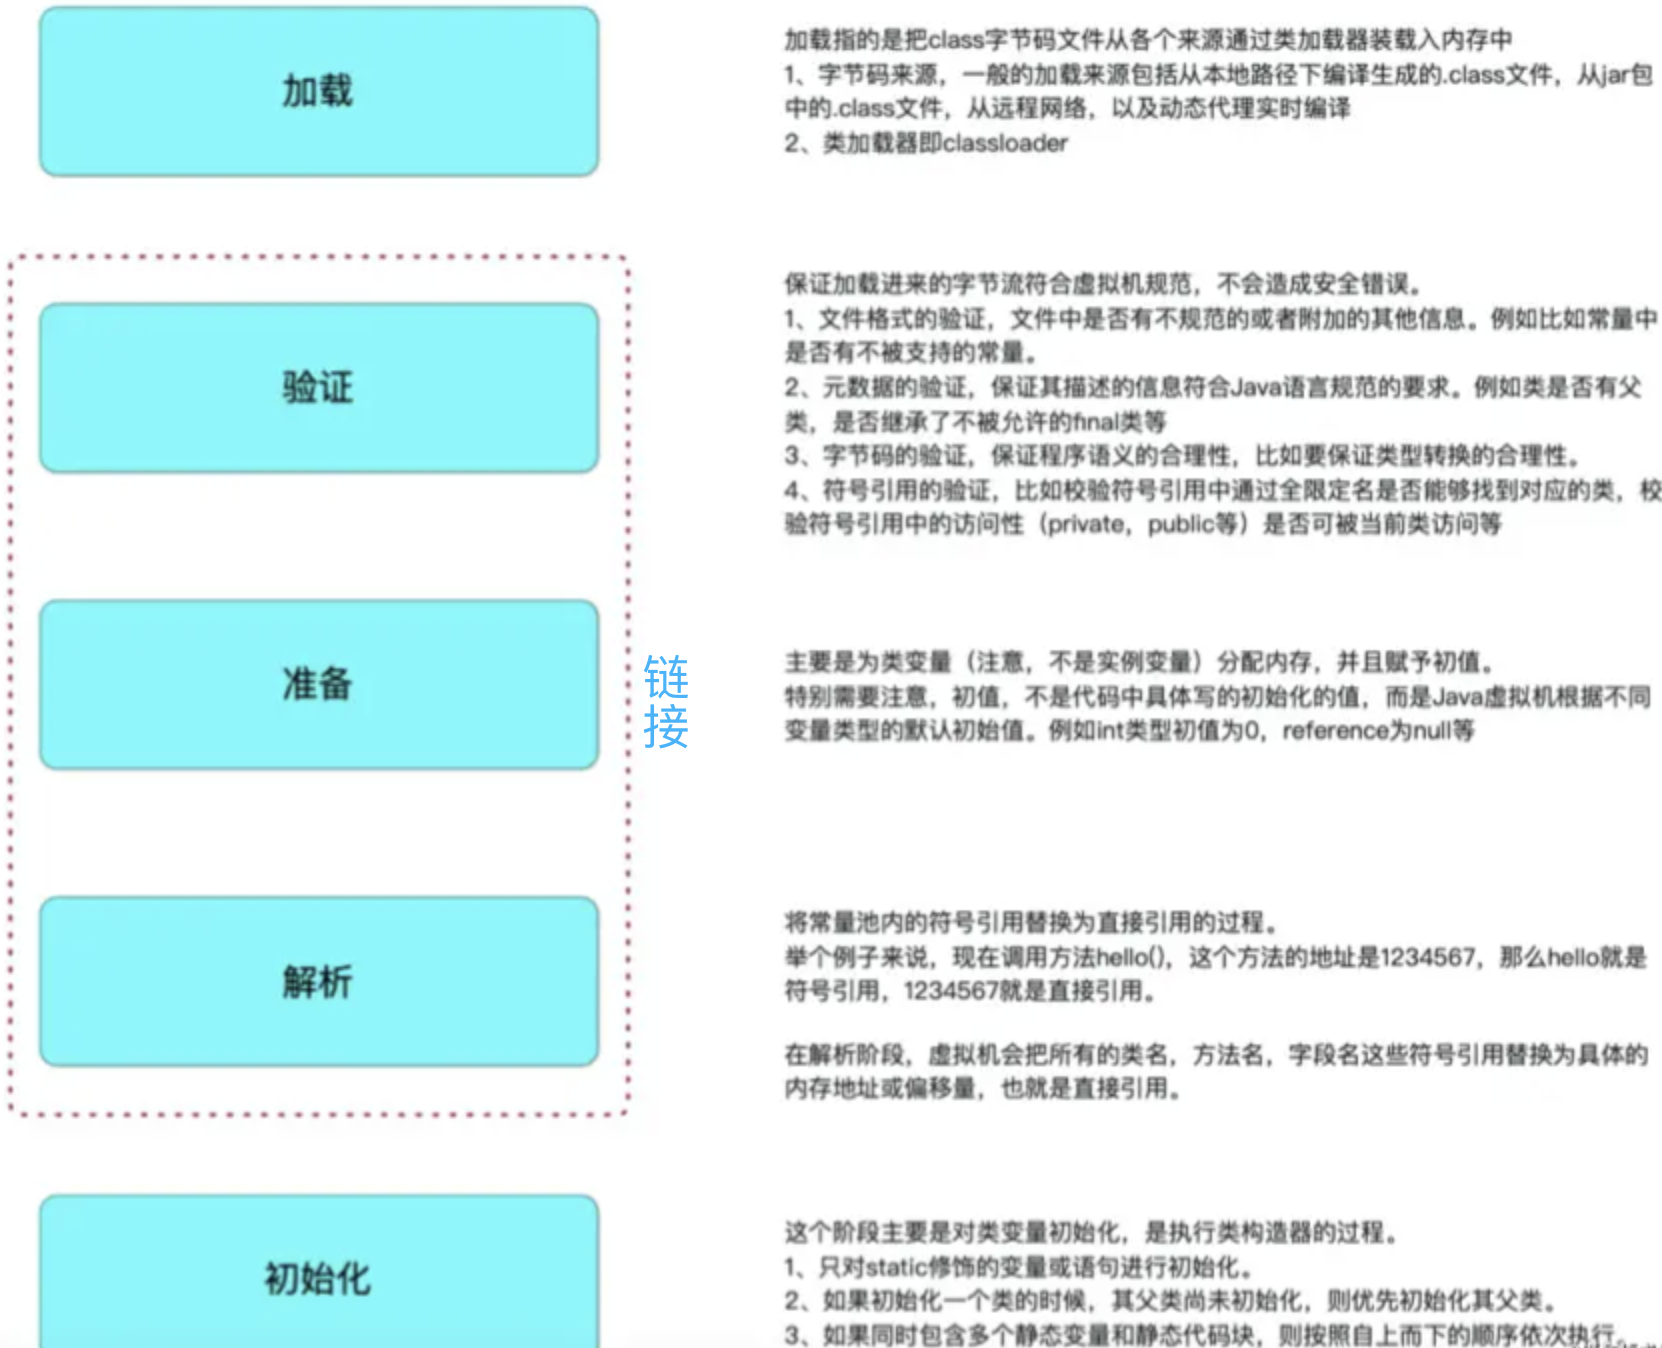 加载
加载指的是把class字节码文件从各个来源通过类加载器装载入内存中
1、字节码来源，一般的加载来源包括从本地路径下编译生成的.class文件，从jar包
中的.class文件，从远程网络，以及动态代理实时编译
2、类加载器即classloader
验证
保证加载进来的字节流符合虚拟机规范，不会造成安全错误。
1、文件格式的验证，文件中是否有不规范的或者附加的其他信息。例如比如常量中
是否有不被支持的常量。
2、元数据的验证，保证其描述的信息符合Java语言规范的要求。例如类是否有父
类，是否继承了不被允许的final类等
3、字节码的验证，保证程序语义的合理性，比如要保证类型转换的合理性。
4、符号引用的验证，比如校验符号引用中通过全限定名是否能够找到对应的类，校
验符号引用中的访问性（private，public等）是否可被当前类访问等
准备
链
接
主要是为类变量（注意，不是实例变量）分配内存，并且赋予初值。
特别需要注意，初值，不是代码中具体写的初始化的值，而是Java虚拟机根据不同
变量类型的默认初始值。例如int类型初值为0，reference为null等
解析
将常量池内的符号引用替换为直接引用的过程。
举个例子来说，现在调用方法hello()，这个方法的地址是1234567，那么hello就是
符号引用，1234567就是直接引用。
在解析阶段，虚拟机会把所有的类名，方法名，字段名这些符号引用替换为具体的
内存地址或偏移量，也就是直接引用。
初始化
这个阶段主要是对类变量初始化，是执行类构造器的过程。
1、只对static修饰的变量或语句进行初始化。
2、如果初始化一个类的时候，其父类尚未初始化，则优先初始化其父类。
3、如果同时包含多个静态变量和静态代码块，则按照自上而下的顺序依次执行。